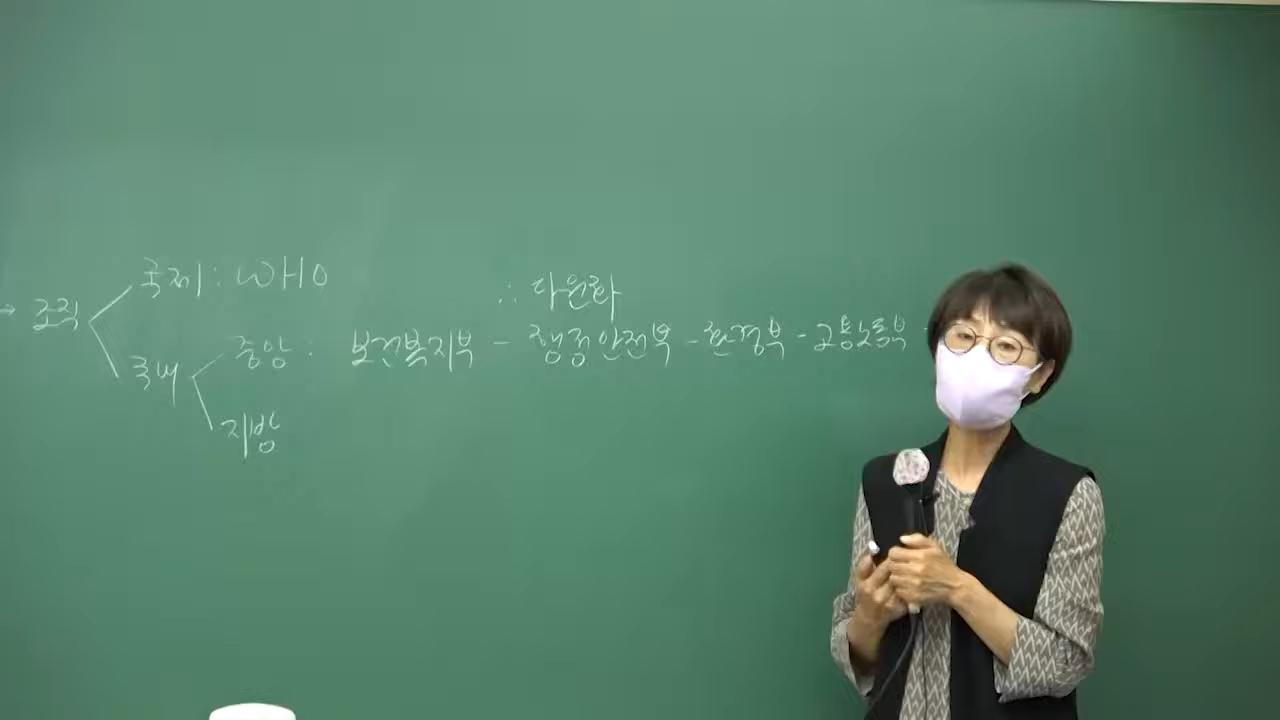 국제 : WHO
∴ 다원화
→ 조직
중앙 : 보건복지부 - 행정안전부 - 환경부 - 고용노동부 -
국내
지방